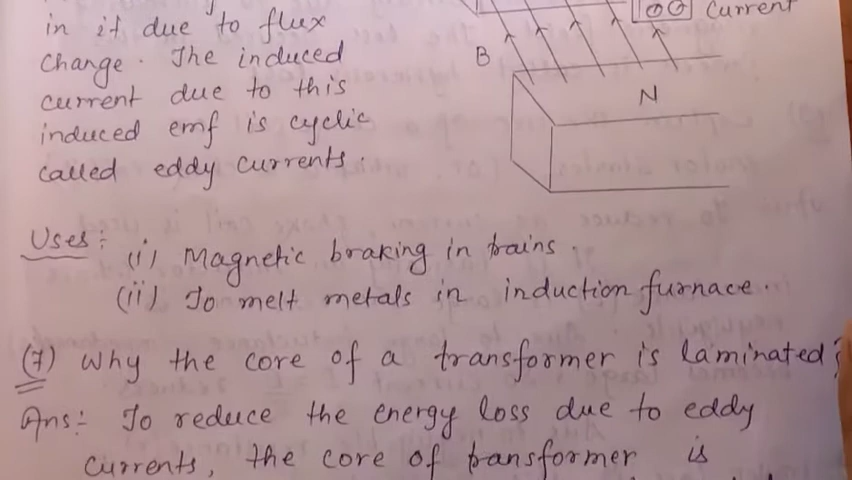 in it due to flux
change. The induced
current due to this
induced emf is cyclic
called eddy currents.
Current
B
N
Uses:
(i) Magnetic braking in trains.
(ii) To melt metals in induction furnace.
(7) Why the core of a transformer is laminated?
Ans:- To reduce the energy loss due to eddy
currents, the core of transformer is